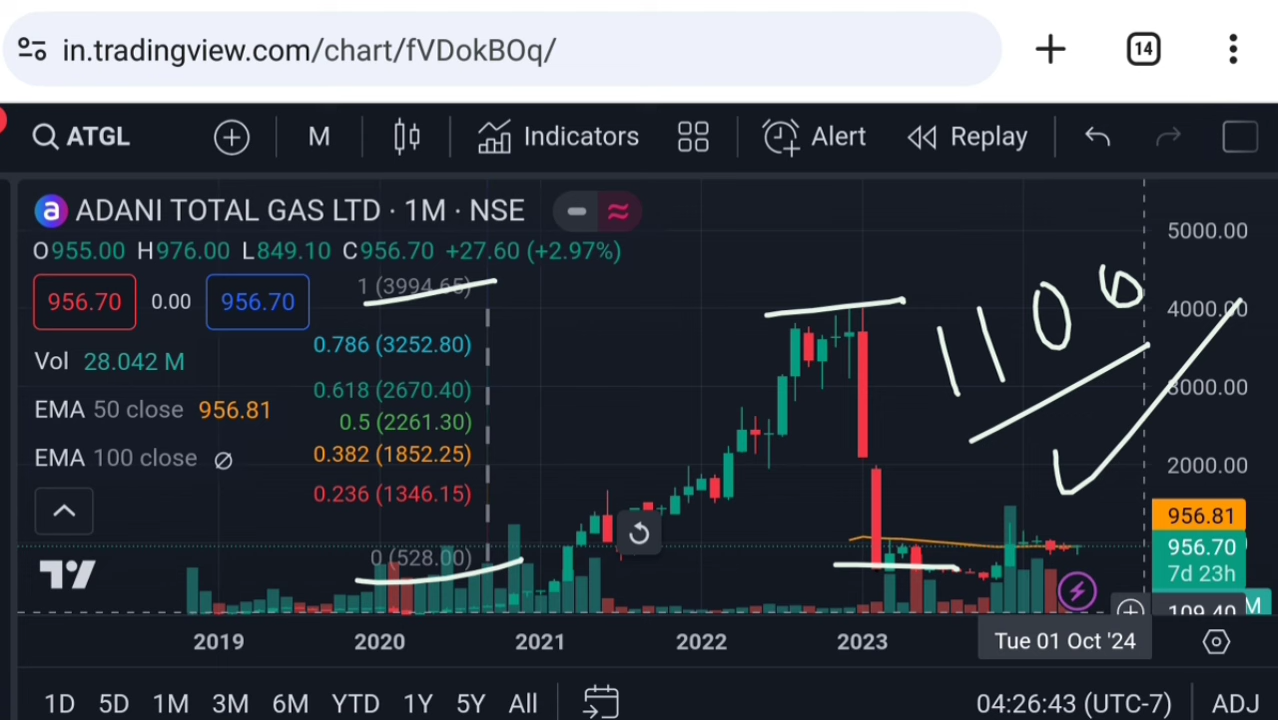 in.tradingview.com/chart/fVDokBOq/
14
ATGL
M
Indicators
Alert
Replay
ADANI TOTAL GAS LTD · 1M · NSE
O955.00 H976.00 L849.10 C956.70 +27.60 (+2.97%)
956.70 0.00 956.70
Vol 28.042 M
EMA 50 close 956.81
EMA 100 close ∅
1 (3994.65)
0.786 (3252.80)
0.618 (2670.40)
0.5 (2261.30)
0.382 (1852.25)
0.236 (1346.15)
0 (528.00)
1100
5000.00
4000.00
3000.00
2000.00
956.81
956.70
7d 23h
109.40
M
2019 2020 2021 2022 2023
Tue 01 Oct '24
1D 5D 1M 3M 6M YTD 1Y 5Y All
04:26:43 (UTC-7)
ADJ